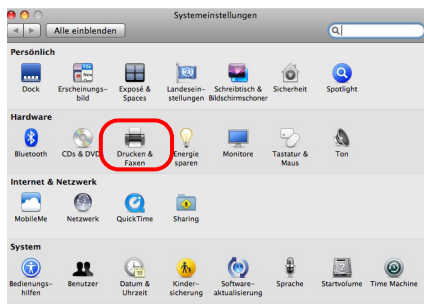 Systemeinstellungen
Alle einblenden
Persönlich
Dock
Erscheinungs-
bild
Exposé &
Spaces
Landesein-
stellungen
Schreibtisch &
Bildschirmschoner
Sicherheit
Spotlight
Hardware
Bluetooth
CDs & DVD
Drucken &
Faxen
Energie
sparen
Monitore
Tastatur &
Maus
Ton
Internet & Netzwerk
MobileMe
Netzwerk
QuickTime
Sharing
System
Bedienungs-
hilfen
Benutzer
Datum &
Uhrzeit
Kinder-
sicherung
Software-
aktualisierung
Sprache
Startvolume
Time Machine